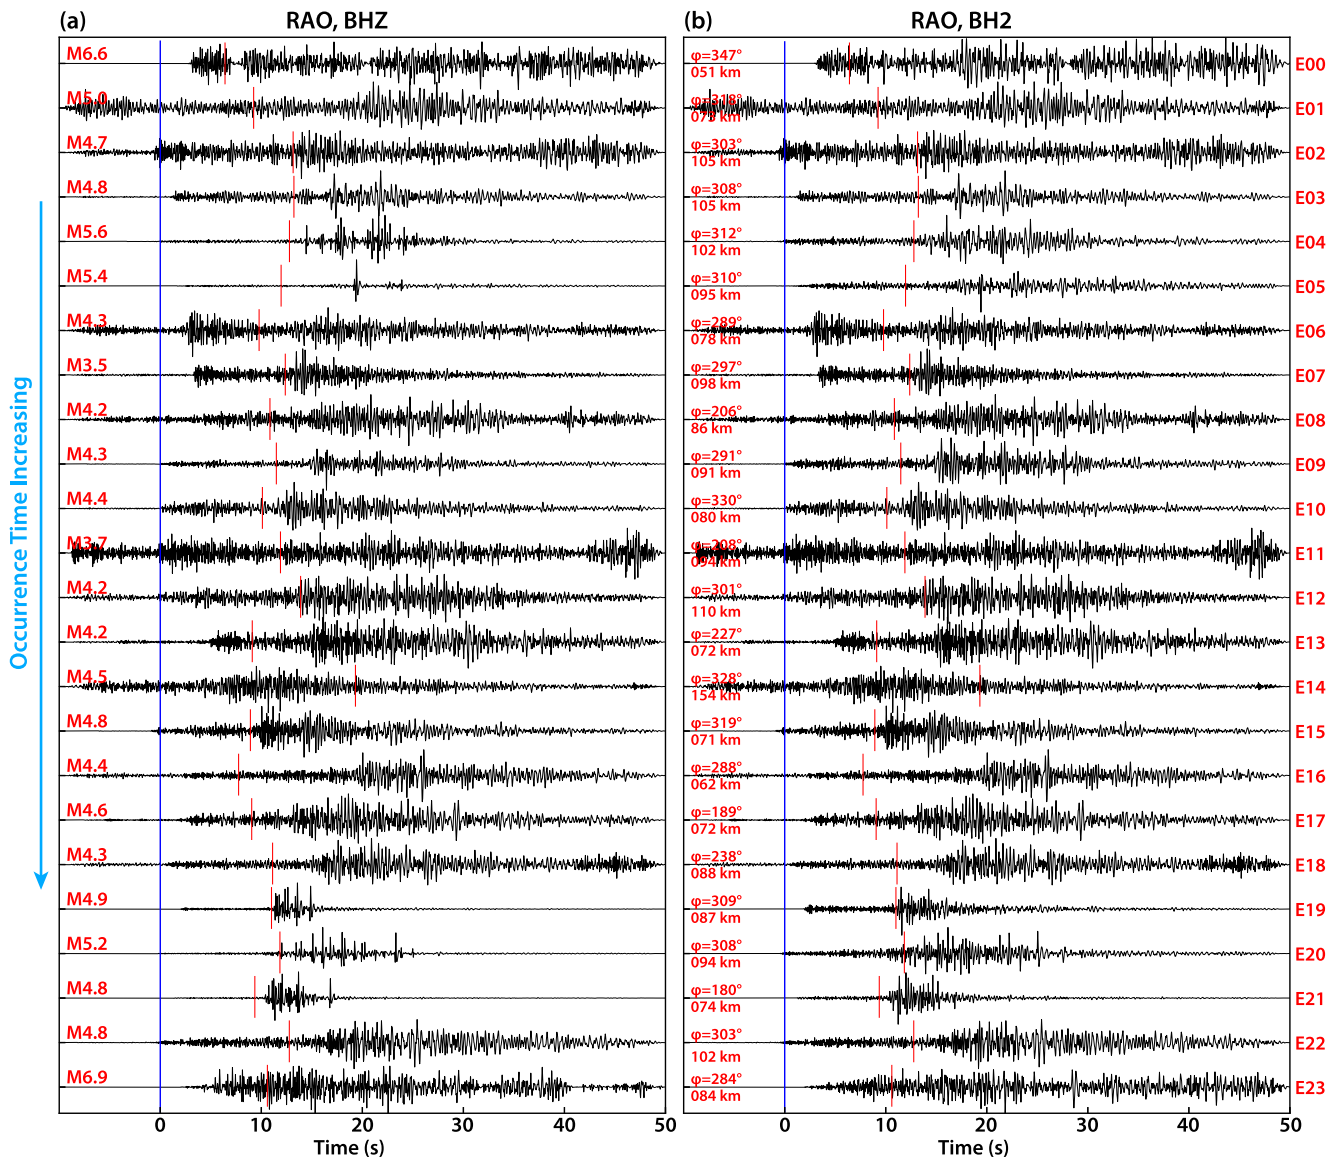 (a)
RAO, BHZ
(b)
RAO, BH2
M6.6
φ=347°
051 km
E00
M5.0
φ=318°
E01
M4.7
φ=303°
105 km
E02
M4.8
φ=308°
105 km
E03
M5.6
φ=312°
102 km
E04
M5.4
φ=310°
095 km
E05
M4.3
φ=289°
078 km
E06
M3.5
φ=297°
098 km
E07
M4.2
φ=206°
86 km
E08
M4.3
φ=291°
091 km
E09
M4.4
φ=330°
080 km
E10
M3.7
φ=208°
094 km
E11
M4.2
φ=301°
110 km
E12
M4.2
φ=227°
072 km
E13
M4.5
φ=328°
154 km
E14
M4.8
φ=319°
071 km
E15
M4.4
φ=288°
062 km
E16
M4.6
φ=189°
072 km
E17
M4.3
φ=238°
088 km
E18
M4.9
φ=309°
087 km
E19
M5.2
φ=308°
094 km
E20
M4.8
φ=180°
074 km
E21
M4.8
φ=303°
102 km
E22
M6.9
φ=284°
084 km
E23
Occurrence Time Increasing
0 10 20 30 40 50
0 10 20 30 40 50
Time (s)
Time (s)